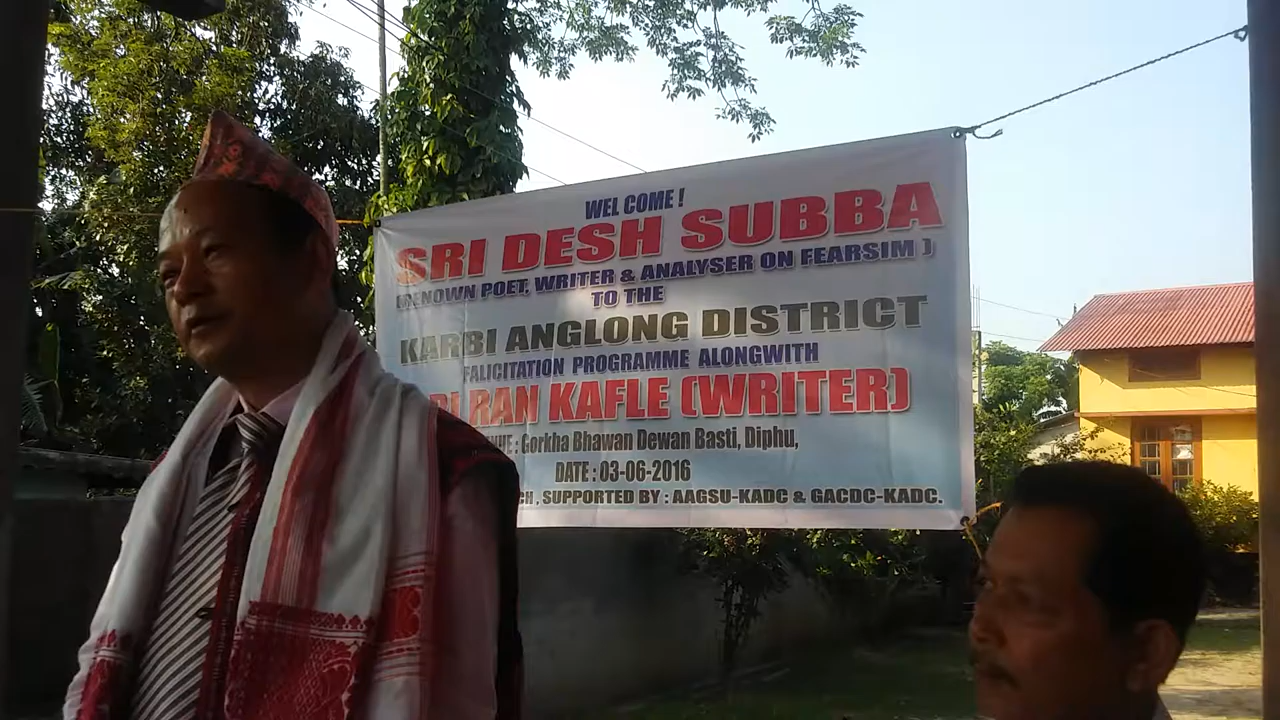 WEL COME !
SRI DESH SUBBA
(RENOWN POET, WRITER & ANALYSER ON FEARSIM )
TO THE
KARBI ANGLONG DISTRICT
FALICITATION PROGRAMME ALONGWITH
RAN KAFLE (WRITER)
: Gorkha Bhawan Dewan Basti, Diphu,
DATE : 03-06-2016
, SUPPORTED BY : AAGSU-KADC & GACDC-KADC.